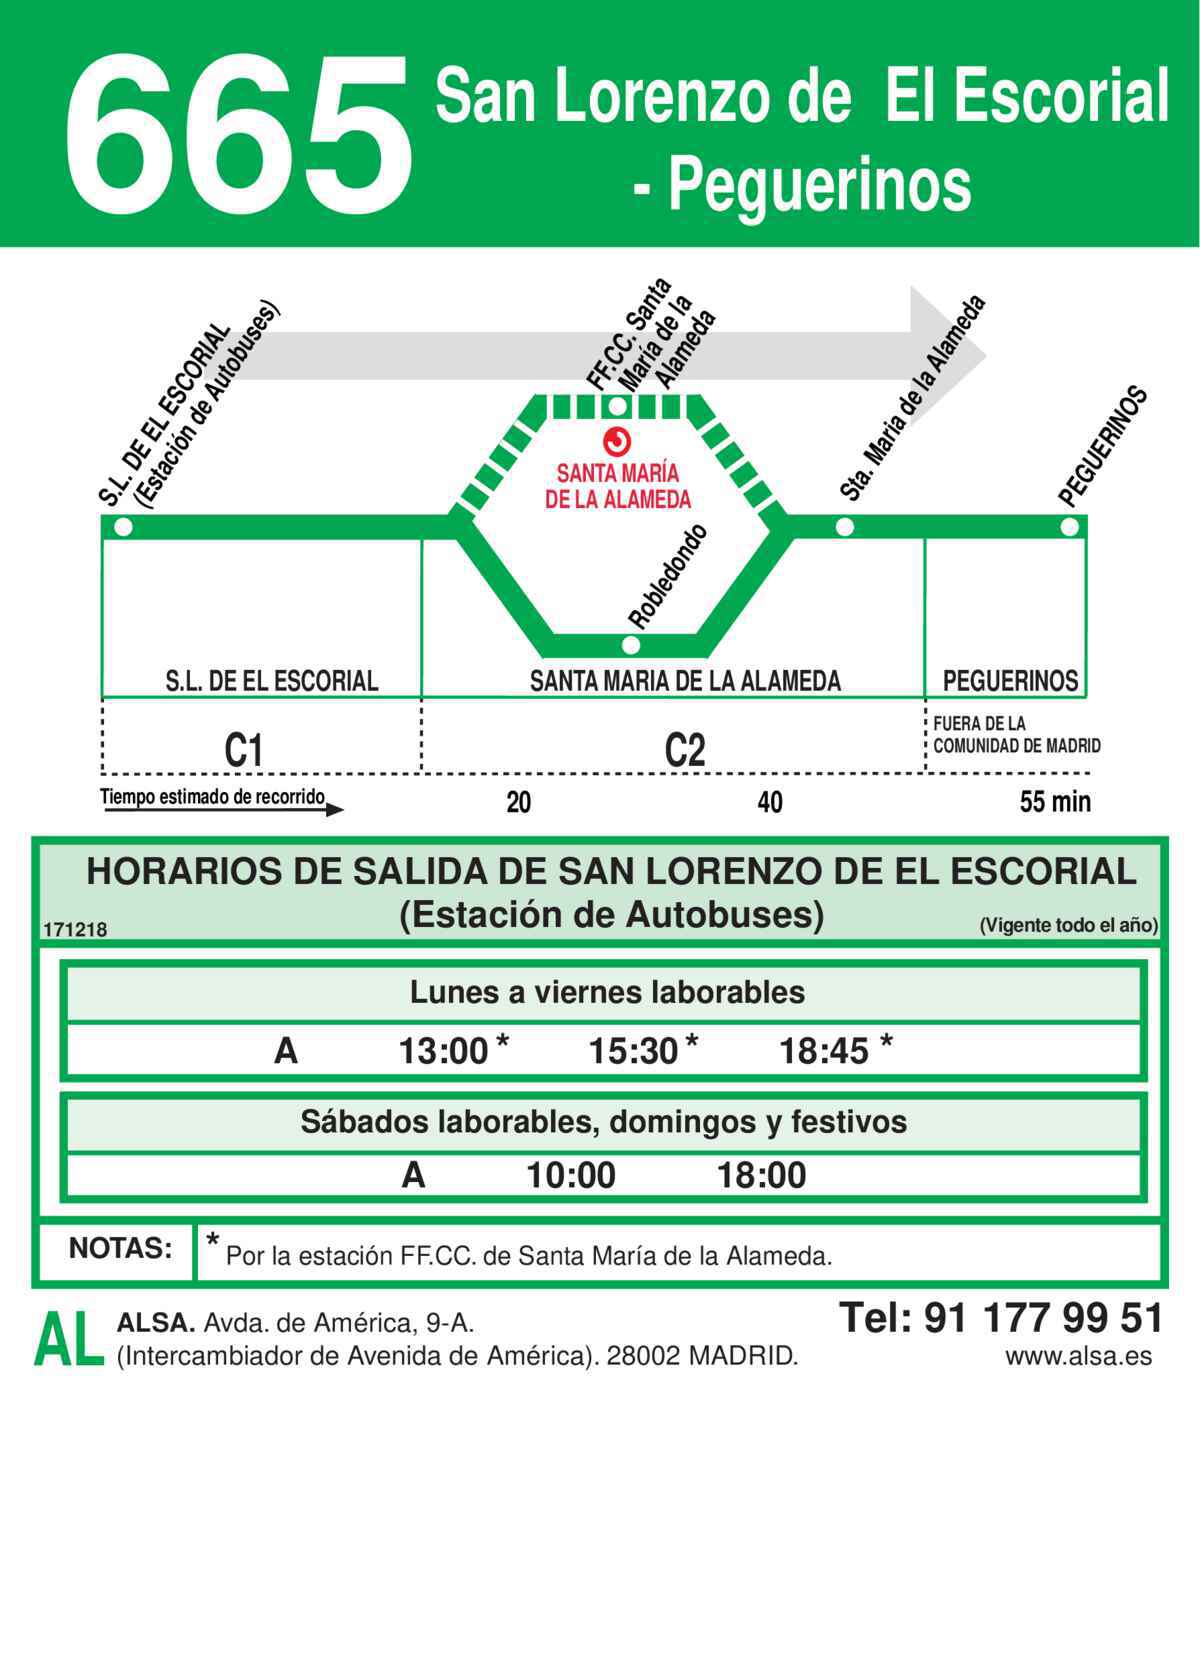 665
San Lorenzo de El Escorial
- Peguerinos
S.L. DE EL ESCORIAL
(Estación de Autobuses)
FF.CC. Santa
María de la
Alameda
Sta. Maria de la Alameda
PEGUERINOS
SANTA MARÍA
DE LA ALAMEDA
Robledondo
S.L. DE EL ESCORIAL
SANTA MARIA DE LA ALAMEDA
PEGUERINOS
C1
C2
FUERA DE LA
COMUNIDAD DE MADRID
Tiempo estimado de recorrido
20
40
55 min
HORARIOS DE SALIDA DE SAN LORENZO DE EL ESCORIAL
(Estación de Autobuses)
171218
(Vigente todo el año)
Lunes a viernes laborables
A 13:00 * 15:30 * 18:45 *
Sábados laborables, domingos y festivos
A 10:00 18:00
NOTAS: * Por la estación FF.CC. de Santa María de la Alameda.
AL
ALSA. Avda. de América, 9-A.
(Intercambiador de Avenida de América). 28002 MADRID.
Tel: 91 177 99 51
www.alsa.es